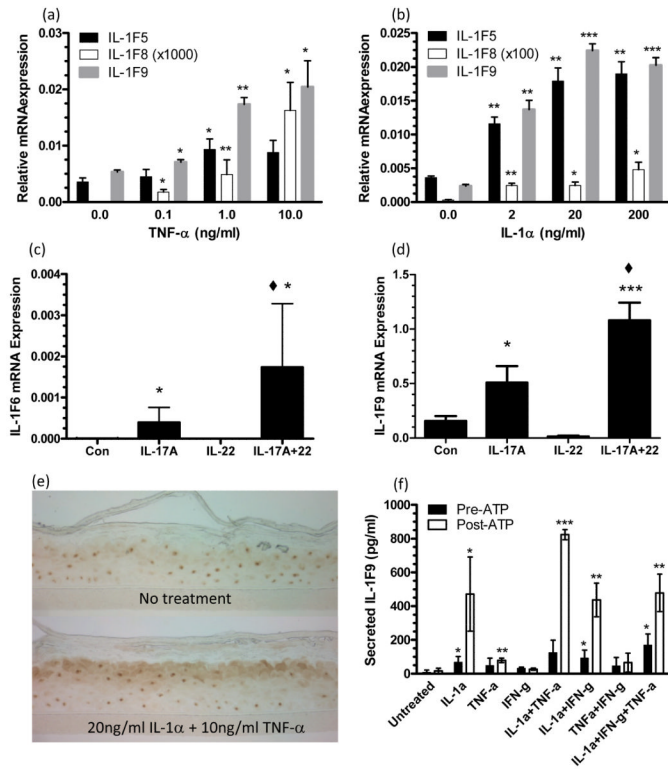 (a)
IL-1F5
IL-1F8 (x1000)
IL-1F9
Relative mRNAexpression
0.03
0.02
0.01
0.00
* * ** * ** * *
0.0 0.1 1.0 10.0
TNF-α (ng/ml)
(b)
IL-1F5
IL-1F8 (x100)
IL-1F9
Relative mRNAexpression
0.025
0.020
0.015
0.010
0.005
0.000
** ** ** ** * *** ** * ***
0.0 2 20 200
IL-1α (ng/ml)
(c)
IL-1F6 mRNA Expression
0.004
0.003
0.002
0.001
0.000
* ♦ *
Con IL-17A IL-22 IL-17A+22
(d)
IL-1F9 mRNA Expression
1.5
1.0
0.5
0.0
* ♦ ***
Con IL-17A IL-22 IL-17A+22
(e)
No treatment
20ng/ml IL-1α + 10ng/ml TNF-α
(f)
Pre-ATP
Post-ATP
Secreted IL-1F9 (pg/ml)
1000
800
600
400
200
0
* * ** *** * ** * **
Untreated
IL-1a
TNF-a
IFN-g
IL-1a+TNF-a
IL-1a+IFN-g
TNFa+IFN-g
IL-1a+IFN-g+TNF-a